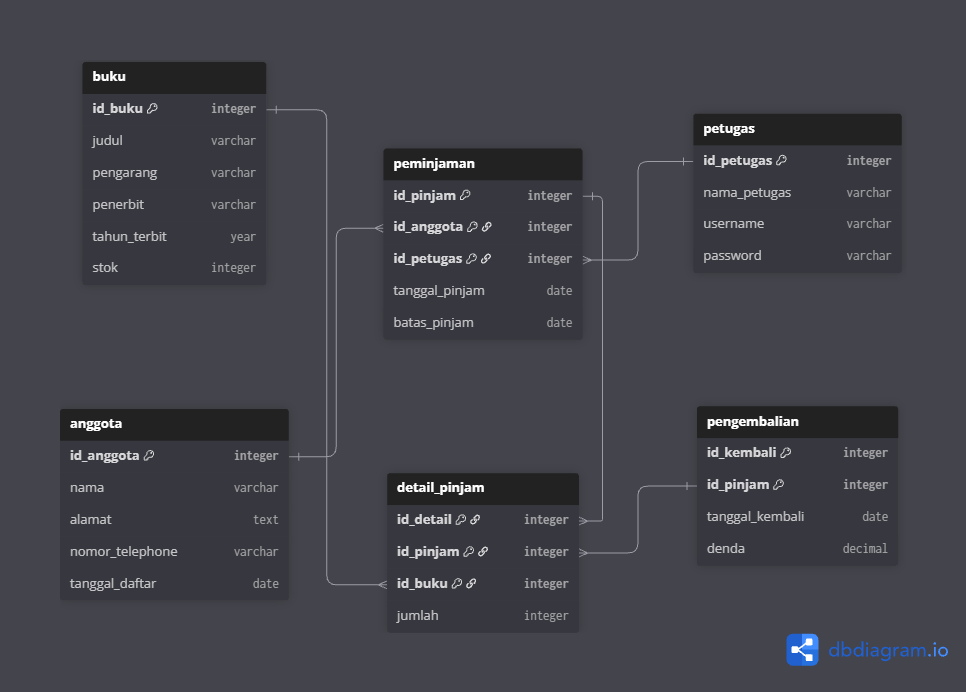 buku
id_buku integer
judul varchar
pengarang varchar
penerbit varchar
tahun_terbit year
stok integer
peminjaman
id_pinjam integer
id_anggota integer
id_petugas integer
tanggal_pinjam date
batas_pinjam date
petugas
id_petugas integer
nama_petugas varchar
username varchar
password varchar
anggota
id_anggota integer
nama varchar
alamat text
nomor_telephone varchar
tanggal_daftar date
detail_pinjam
id_detail integer
id_pinjam integer
id_buku integer
jumlah integer
pengembalian
id_kembali integer
id_pinjam integer
tanggal_kembali date
denda decimal
dbdiagram.io